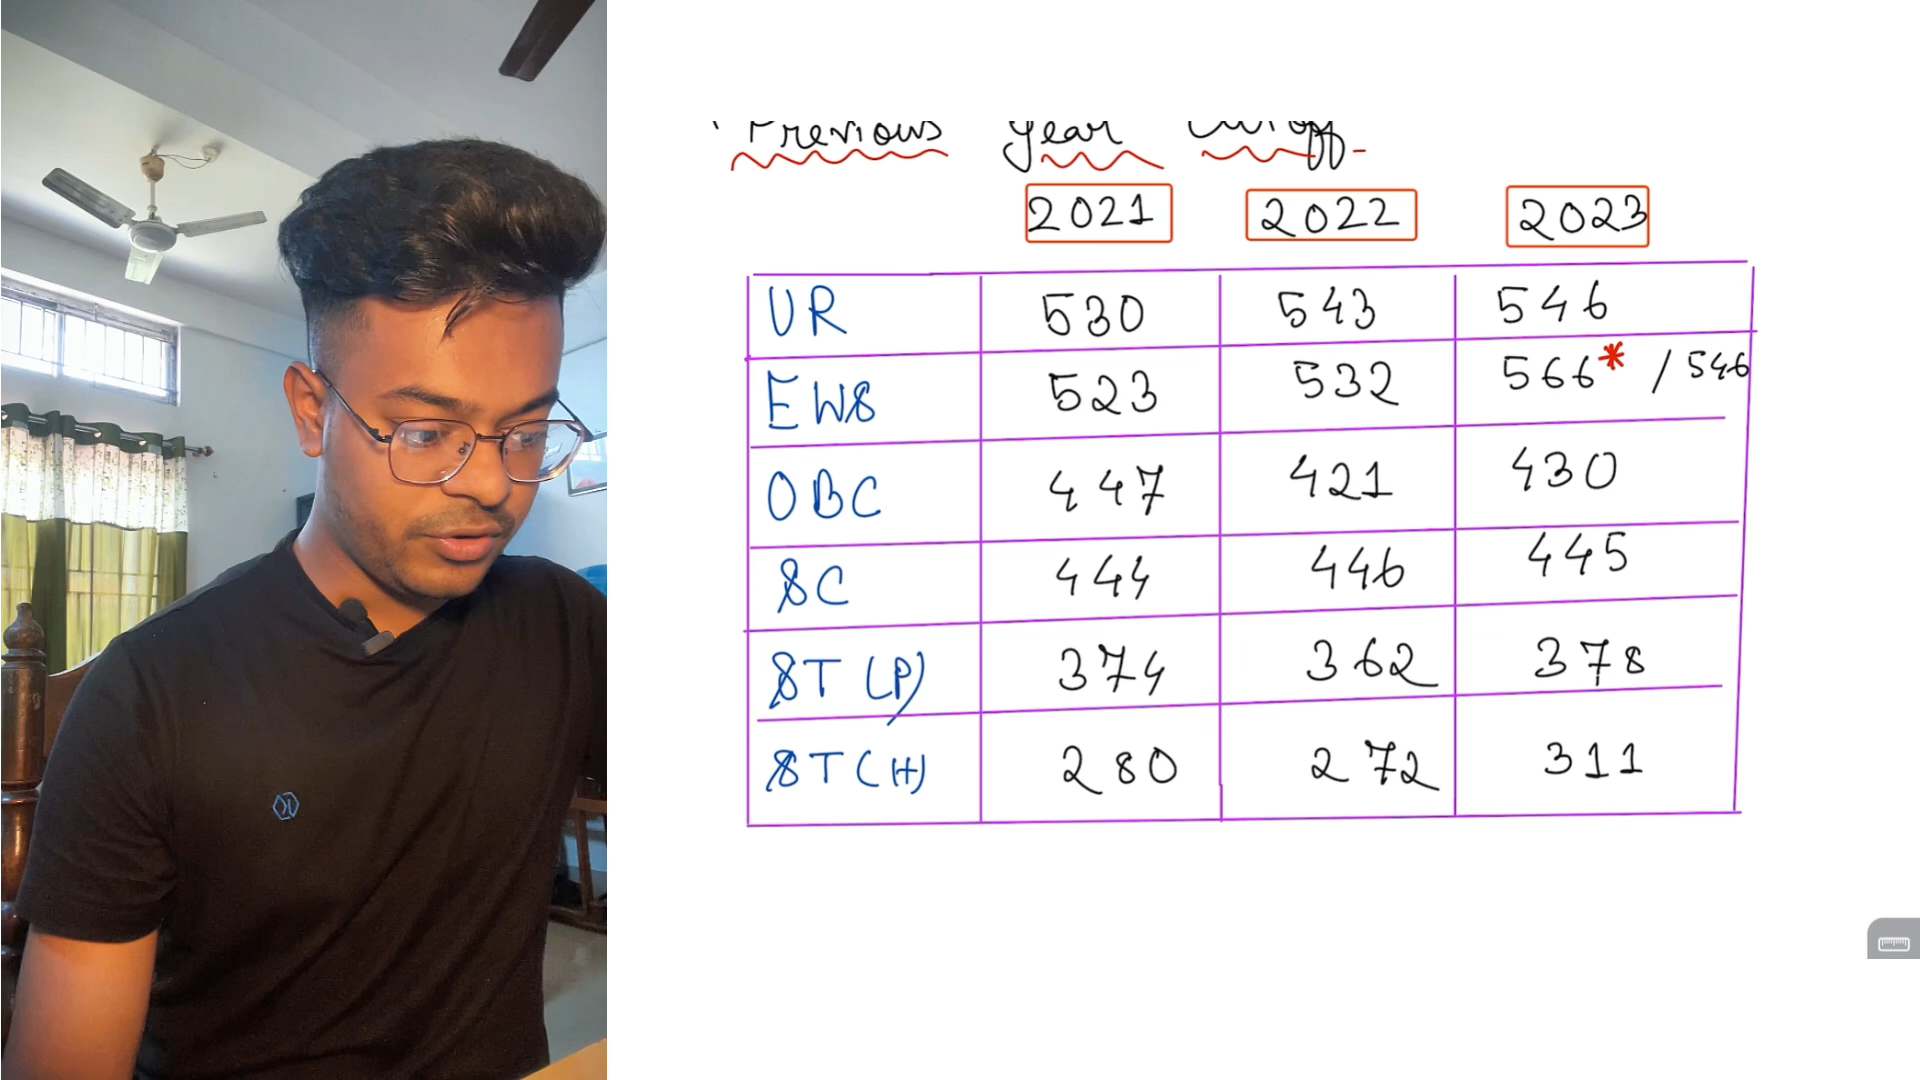 Previous year Cutoff -
2021 2022 2023
UR 530 543 546
EWS 523 532 566* / 546
OBC 447 421 430
SC 444 446 445
ST (P) 374 362 378
ST (H) 280 272 311